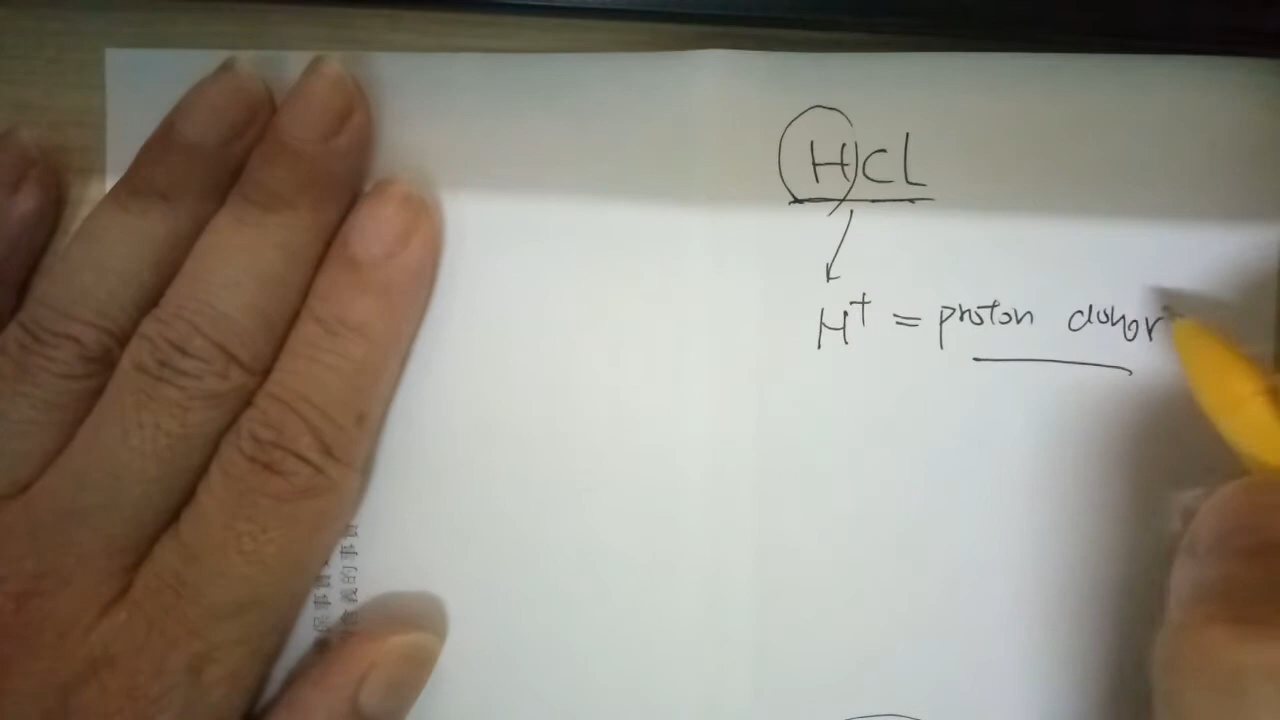 HCl
H⁺ = proton donor